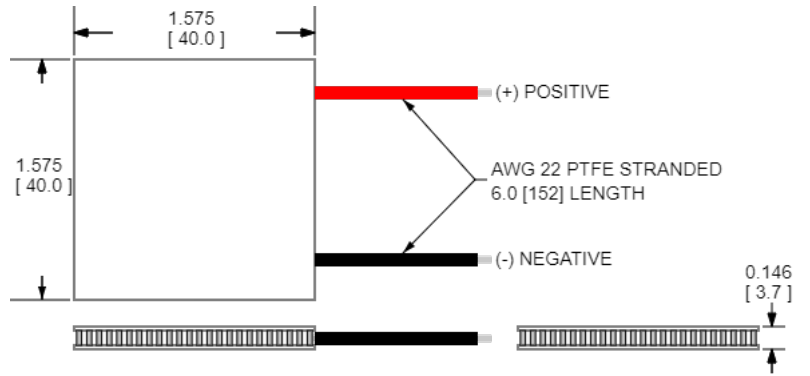 1.575
[ 40.0 ]
(+) POSITIVE
1.575
[ 40.0 ]
AWG 22 PTFE STRANDED
6.0 [152] LENGTH
(-) NEGATIVE
0.146
[ 3.7 ]